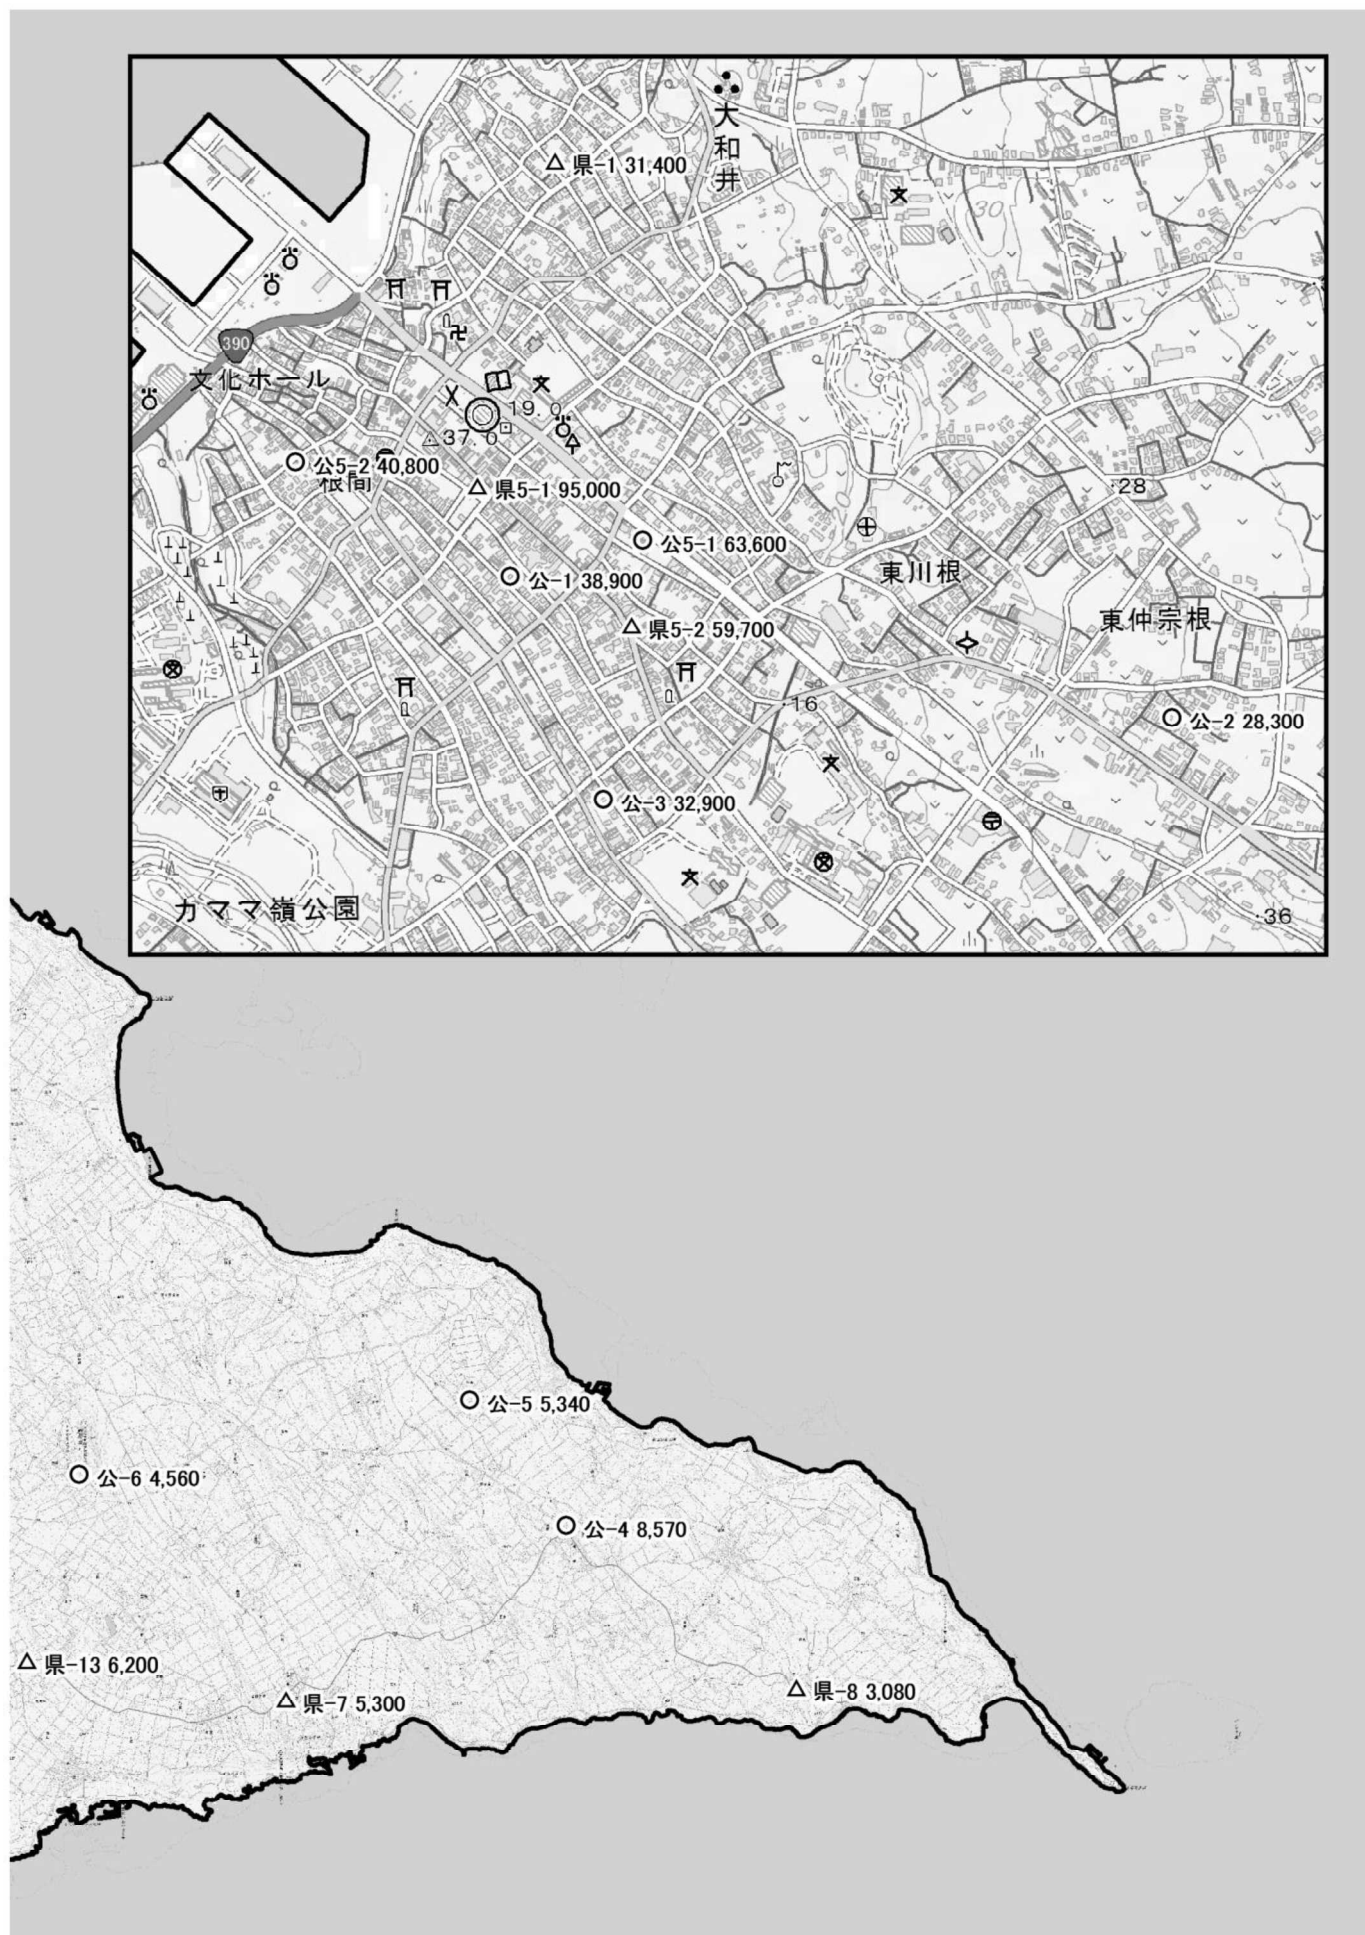 大和井
県-1 31,400
30
390
文化ホール
19.0
37.0
公5-2 40,800
根間
県5-1 95,000
28
公5-1 63,600
公-1 38,900
東川根
県5-2 59,700
東仲宗根
16
公-2 28,300
公-3 32,900
カママ嶺公園
36
公-5 5,340
公-6 4,560
公-4 8,570
県-13 6,200
県-7 5,300
県-8 3,080